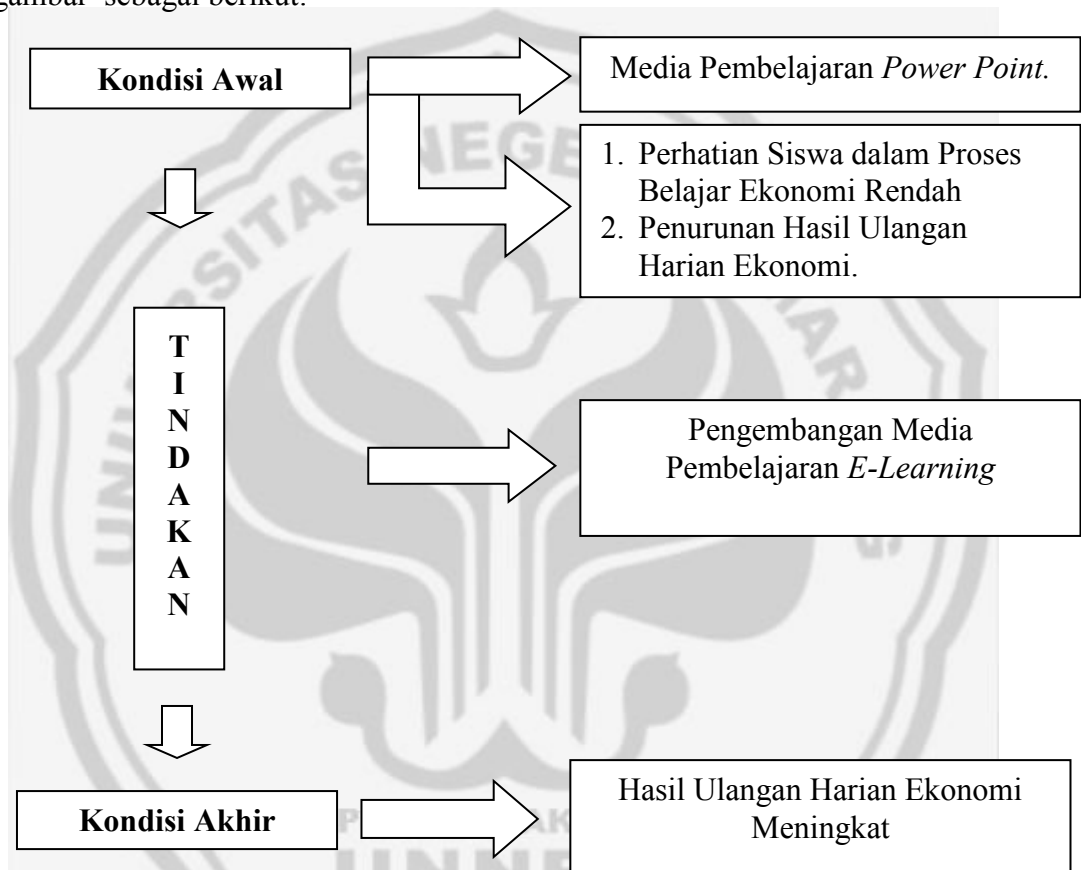 gambar sebagai berikut:
Kondisi Awal
Media Pembelajaran Power Point.
1. Perhatian Siswa dalam Proses
Belajar Ekonomi Rendah
2. Penurunan Hasil Ulangan
Harian Ekonomi.
T
I
N
D
A
K
A
N
Pengembangan Media
Pembelajaran E-Learning
Kondisi Akhir
Hasil Ulangan Harian Ekonomi
Meningkat